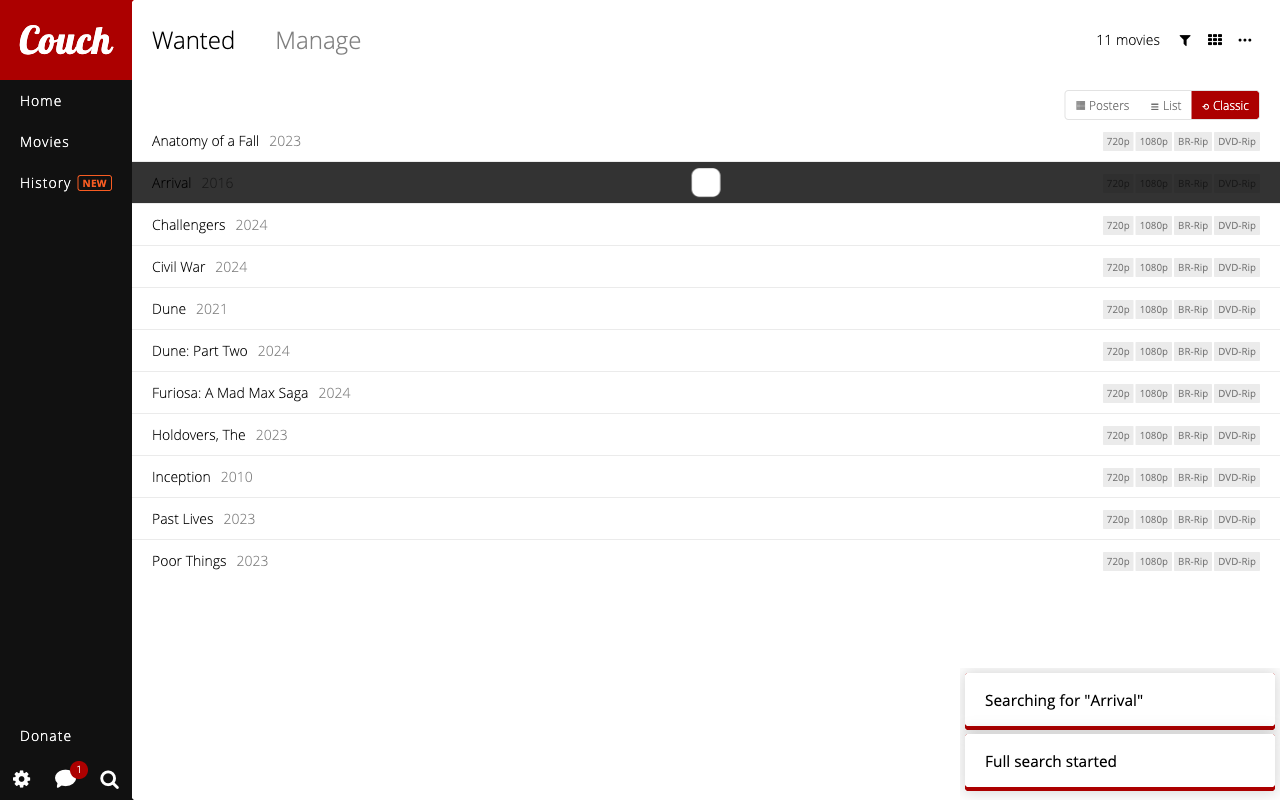 Couch
Home
Movies
History NEW
Donate
1
Wanted Manage
11 movies
Posters List Classic
Anatomy of a Fall 2023 720p 1080p BR-Rip DVD-Rip
Arrival 2016 720p 1080p BR-Rip DVD-Rip
Challengers 2024 720p 1080p BR-Rip DVD-Rip
Civil War 2024 720p 1080p BR-Rip DVD-Rip
Dune 2021 720p 1080p BR-Rip DVD-Rip
Dune: Part Two 2024 720p 1080p BR-Rip DVD-Rip
Furiosa: A Mad Max Saga 2024 720p 1080p BR-Rip DVD-Rip
Holdovers, The 2023 720p 1080p BR-Rip DVD-Rip
Inception 2010 720p 1080p BR-Rip DVD-Rip
Past Lives 2023 720p 1080p BR-Rip DVD-Rip
Poor Things 2023 720p 1080p BR-Rip DVD-Rip
Searching for "Arrival"
Full search started